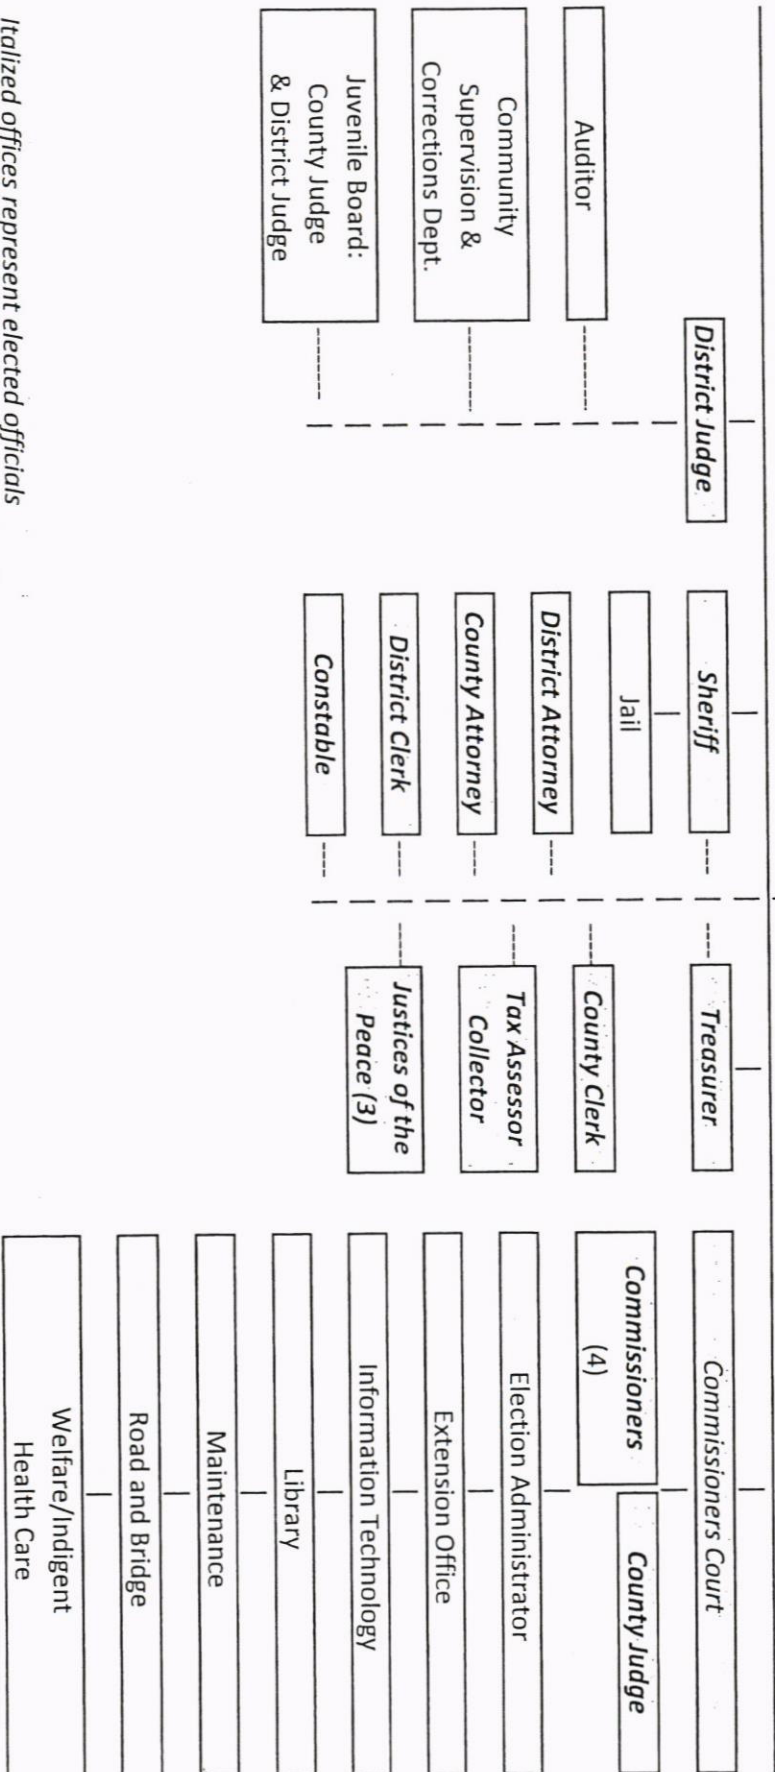 District Judge
Auditor
Community
Supervision &
Corrections Dept.
Juvenile Board:
County Judge
& District Judge
Sheriff
Jail
District Attorney
County Attorney
District Clerk
Constable
Treasurer
County Clerk
Tax Assessor
Collector
Justices of the
Peace (3)
Commissioners Court
Commissioners
(4)
County Judge
Election Administrator
Extension Office
Information Technology
Library
Maintenance
Road and Bridge
Welfare/Indigent
Health Care
Italized offices represent elected officials